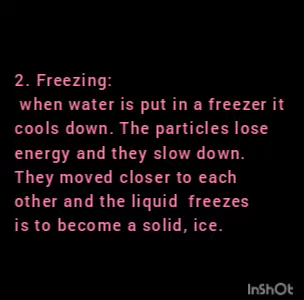 2. Freezing:
when water is put in a freezer it
cools down. The particles lose
energy and they slow down.
They moved closer to each
other and the liquid freezes
is to become a solid, ice.
InShOt